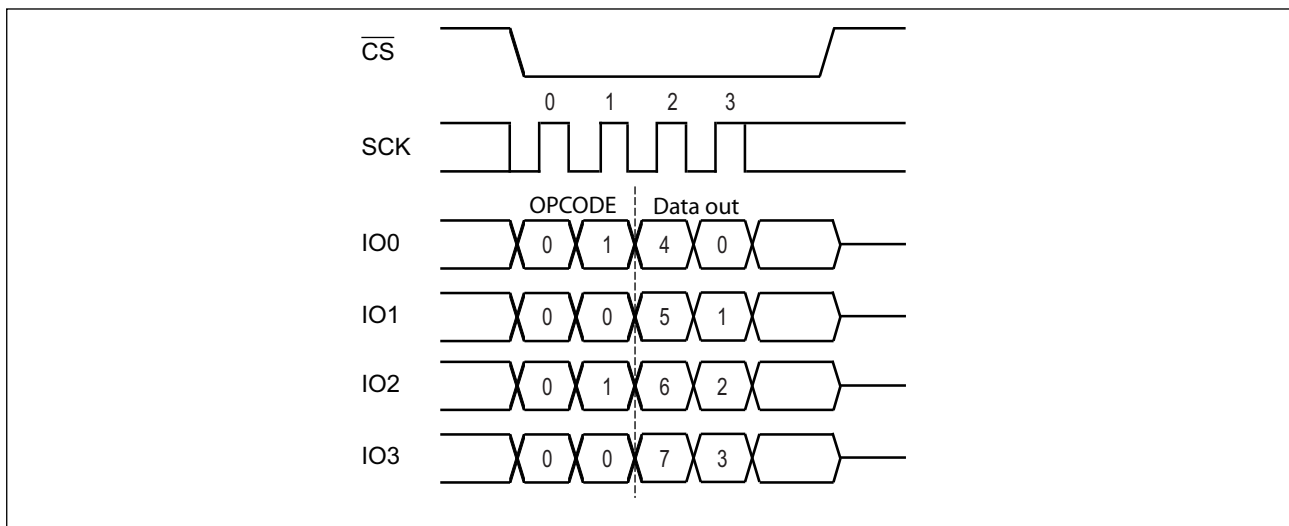 CS
0 1 2 3
SCK
OPCODE Data out
IO0 0 1 4 0
IO1 0 0 5 1
IO2 0 1 6 2
IO3 0 0 7 3